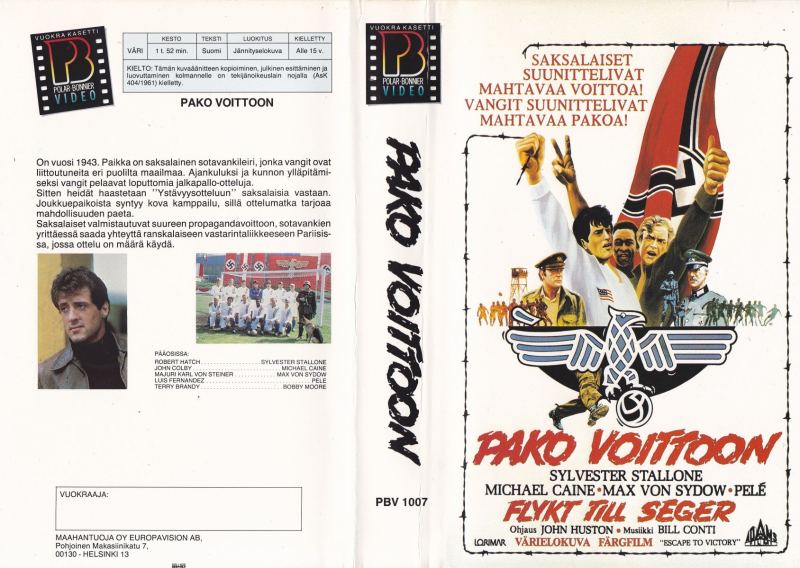 VUOKRA KASETTI
PB
POLAR-BONNIER
VIDEO
KESTO TEKSTI LUOKITUS KIELLETTY
VÄRI 1 t. 52 min. Suomi Jännityselokuva Alle 15 v.
KIELTO: Tämän kuvaäänitteen kopioiminen, julkinen esittäminen ja
luovuttaminen kolmannelle on tekijänoikeuslain nojalla (AsK
404/1961) kielletty.
PAKO VOITTOON
On vuosi 1943. Paikka on saksalainen sotavankileiri, jonka vangit ovat
liittoutuneita eri puolilta maailmaa. Ajankuluksi ja kunnon ylläpitämi-
seksi vangit pelaavat loputtomia jalkapallo-otteluja.
Sitten heidät haastetaan "Ystävyysotteluun" saksalaisia vastaan.
Joukkuepaikoista syntyy kova kamppailu, sillä ottelumatka tarjoaa
mahdollisuuden paeta.
Saksalaiset valmistautuvat suureen propagandavoittoon, sotavankien
yrittäessä saada yhteyttä ranskalaiseen vastarintaliikkeeseen Pariisis-
sa, jossa ottelu on määrä käydä.
PÄÄOSISSA:
ROBERT HATCH SYLVESTER STALLONE
JOHN COLBY MICHAEL CAINE
MAJURI KARL VON STEINER MAX VON SYDOW
LUIS FERNANDEZ PELE
TERRY BRANDY BOBBY MOORE
VUOKRAAJA:
MAAHANTUOJA OY EUROPAVISION AB,
Pohjoinen Makasiinikatu 7,
00130 - HELSINKI 13
VUOKRA KASETTI
PB
POLAR-BONNIER
VIDEO
PAKO VOITTOON
PBV 1007
SAKSALAISET
SUUNITTELIVAT
MAHTAVAA VOITTOA!
VANGIT SUUNITTELIVAT
MAHTAVAA PAKOA!
PAKO VOITTOON
SYLVESTER STALLONE
MICHAEL CAINE • MAX VON SYDOW • PELÉ
FLYKT TILL SEGER
Ohjaus JOHN HUSTON • Musiikki BILL CONTI
LORIMAR VÄRIELOKUVA FÄRGFILM "ESCAPE TO VICTORY" ADAMS